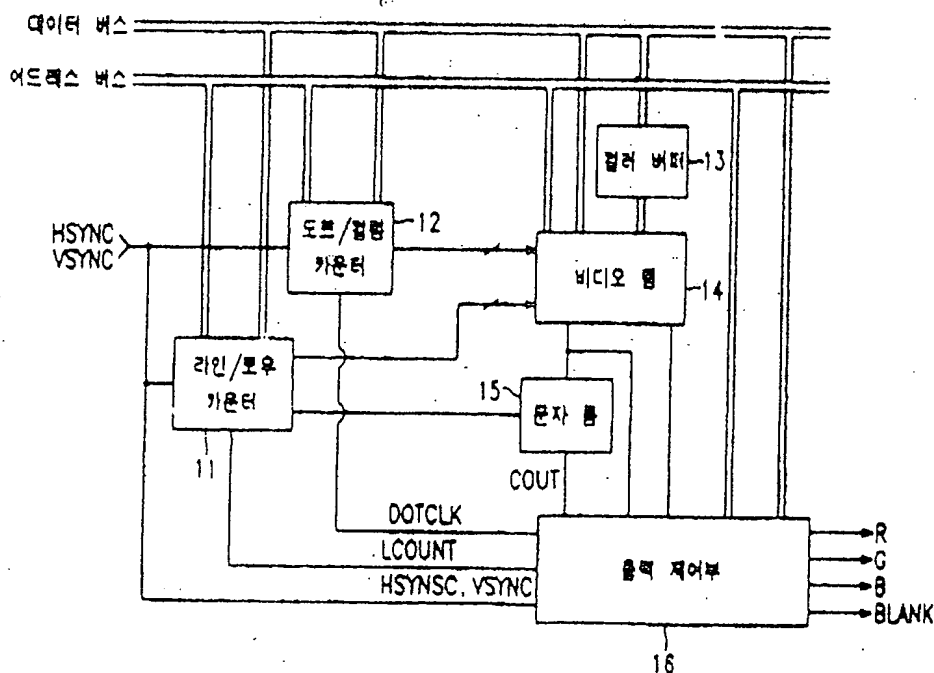 데이터 버스
어드레스 버스
컬러 버퍼
13
도트/컬럼
카운터
12
HSYNC
VSYNC
비디오 램
14
라인/로우
카운터
11
15
문자 롬
COUT
DOTCLK
LCOUNT
HSYNSC, VSYNC
출력 제어부
16
R
G
B
BLANK